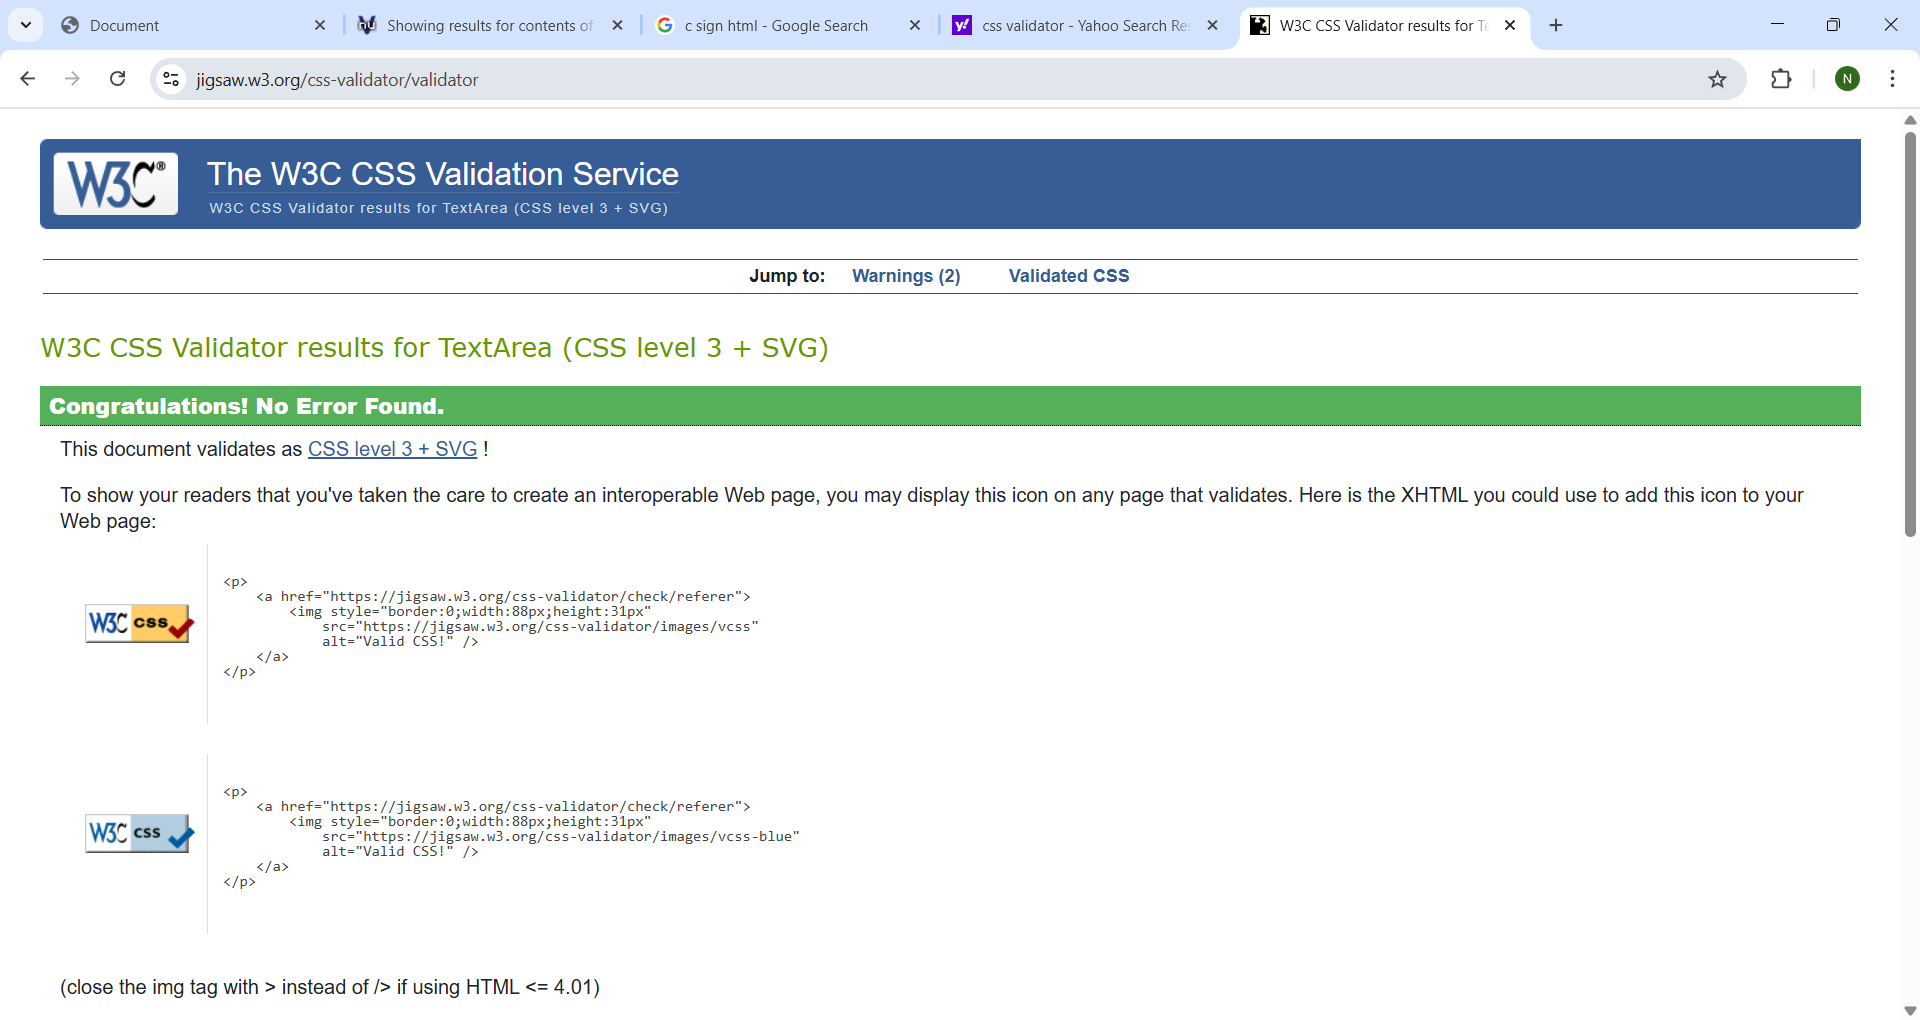 Document
Showing results for contents of
c sign html - Google Search
css validator - Yahoo Search Re
W3C CSS Validator results for Te
jigsaw.w3.org/css-validator/validator
N
W3C®
The W3C CSS Validation Service
W3C CSS Validator results for TextArea (CSS level 3 + SVG)
Jump to: Warnings (2) Validated CSS
W3C CSS Validator results for TextArea (CSS level 3 + SVG)
Congratulations! No Error Found.
This document validates as CSS level 3 + SVG !
To show your readers that you've taken the care to create an interoperable Web page, you may display this icon on any page that validates. Here is the XHTML you could use to add this icon to your
Web page:
W3C css
<p>
<a href="https://jigsaw.w3.org/css-validator/check/referer">
<img style="border:0;width:88px;height:31px"
src="https://jigsaw.w3.org/css-validator/images/vcss"
alt="Valid CSS!" />
</a>
</p>
W3C css
<p>
<a href="https://jigsaw.w3.org/css-validator/check/referer">
<img style="border:0;width:88px;height:31px"
src="https://jigsaw.w3.org/css-validator/images/vcss-blue"
alt="Valid CSS!" />
</a>
</p>
(close the img tag with > instead of /> if using HTML <= 4.01)